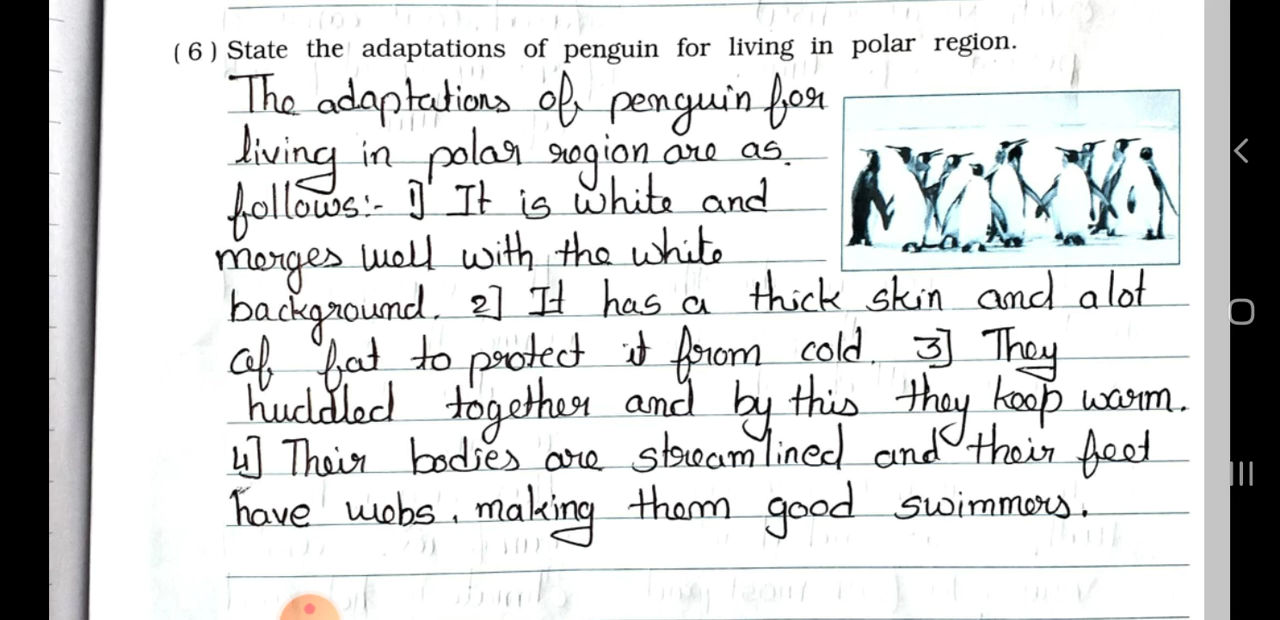 (6) State the adaptations of penguin for living in polar region.
The adaptations of penguin for
living in polar region are as.
follows:- 1] It is white and
merges well with the white
background. 2] It has a thick skin and a lot
of fat to protect it from cold. 3] They
huddled together and by this they keep warm.
4] Their bodies are streamlined and their feet
have webs, making them good swimmers.